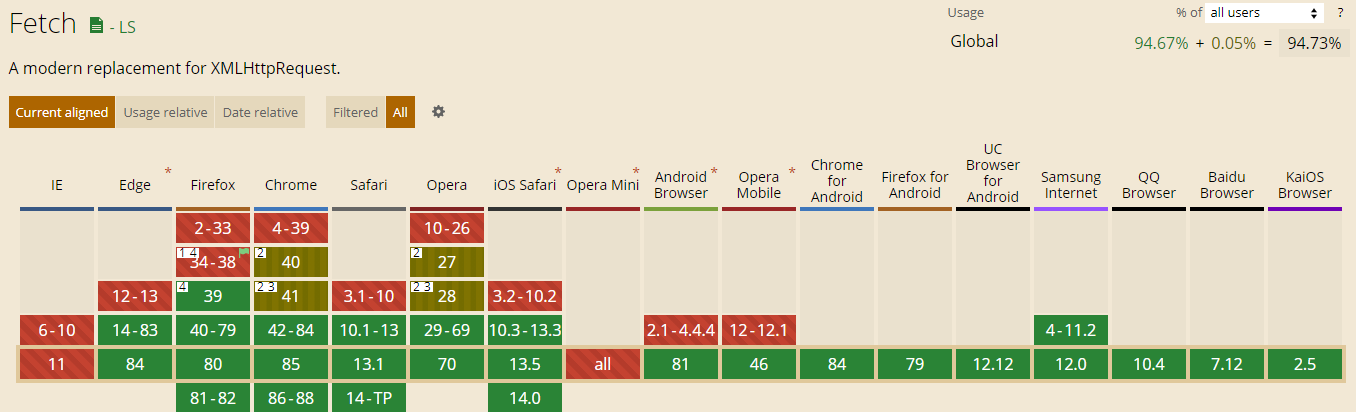 Fetch - LS
Usage % of all users ?
Global 94.67% + 0.05% = 94.73%
A modern replacement for XMLHttpRequest.
Current aligned Usage relative Date relative Filtered All
IE Edge * Firefox Chrome Safari Opera iOS Safari * Opera Mini * Android Browser * Opera Mobile * Chrome for Android Firefox for Android UC Browser for Android Samsung Internet QQ Browser Baidu Browser KaiOS Browser
2-33 4-39 10-26
1 4 34-38 2 40 2 27
12-13 4 39 2 3 41 3.1-10 2 3 28 3.2-10.2
6-10 14-83 40-79 42-84 10.1-13 29-69 10.3-13.3 2.1-4.4.4 12-12.1 4-11.2
11 84 80 85 13.1 70 13.5 all 81 46 84 79 12.12 12.0 10.4 7.12 2.5
81-82 86-88 14-TP 14.0